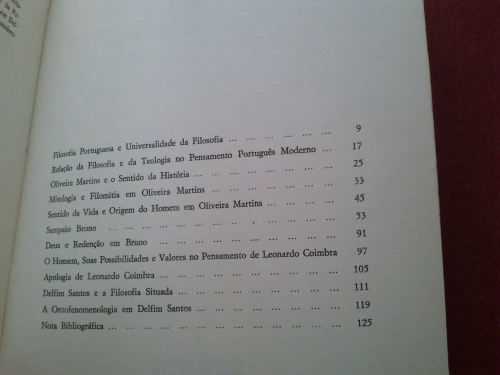 Filosofia Portuguesa e Universalidade da Filosofia ... ... ... ... ... 9
Relação da Filosofia e da Teologia no Pensamento Português Moderno ... 17
Oliveira Martins e o Sentido da História ... ... ... ... ... ... ... 25
Mitologia e Filomitia em Oliveira Martins ... ... ... ... ... ... 33
Sentido da Vida e Origem do Homem em Oliveira Martins ... ... ... ... 45
Sampaio Bruno ... ... ... ... ... ... ... ... ... ... ... 53
Deus e Redenção em Bruno ... ... ... ... ... ... ... ... ... 91
O Homem, Suas Possibilidades e Valores no Pensamento de Leonardo Coimbra 97
Apologia de Leonardo Coimbra ... ... ... ... ... ... ... ... 105
Delfim Santos e a Filosofia Situada ... ... ... ... ... ... ... 111
A Ontofenomenologia em Delfim Santos ... ... ... ... ... ... ... 119
Nota Bibliográfica ... ... ... ... ... ... ... ... ... ... 125